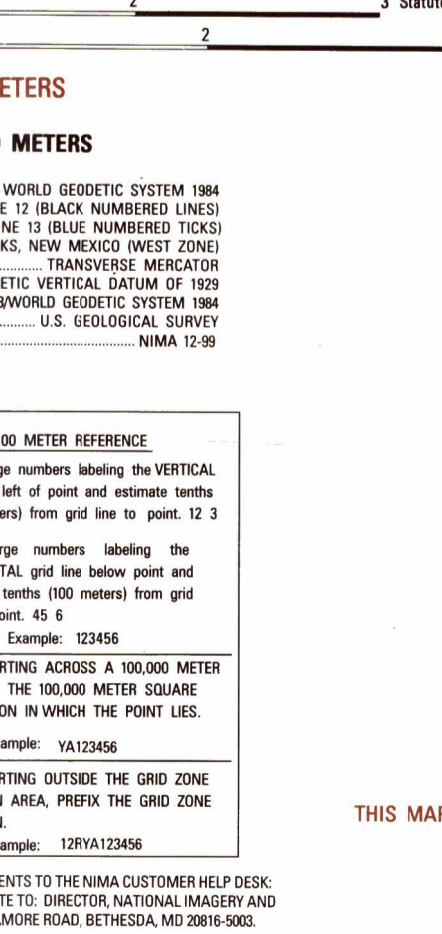 2 3 Statut
2
ETERS
METERS
WORLD GEODETIC SYSTEM 1984
E 12 (BLACK NUMBERED LINES)
NE 13 (BLUE NUMBERED TICKS)
KS, NEW MEXICO (WEST ZONE)
............ TRANSVERSE MERCATOR
ETIC VERTICAL DATUM OF 1929
/WORLD GEODETIC SYSTEM 1984
.......... U.S. GEOLOGICAL SURVEY
...................................... NIMA 12-99
00 METER REFERENCE
ge numbers labeling the VERTICAL
left of point and estimate tenths
ers) from grid line to point. 12 3
rge numbers labeling the
TAL grid line below point and
tenths (100 meters) from grid
oint. 45 6
Example: 123456
RTING ACROSS A 100,000 METER
THE 100,000 METER SQUARE
ON IN WHICH THE POINT LIES.
ample: YA123456
RTING OUTSIDE THE GRID ZONE
N AREA, PREFIX THE GRID ZONE
N.
ample: 12RYA123456
THIS MAP
ENTS TO THE NIMA CUSTOMER HELP DESK:
TE TO: DIRECTOR, NATIONAL IMAGERY AND
AMORE ROAD, BETHESDA, MD 20816-5003.